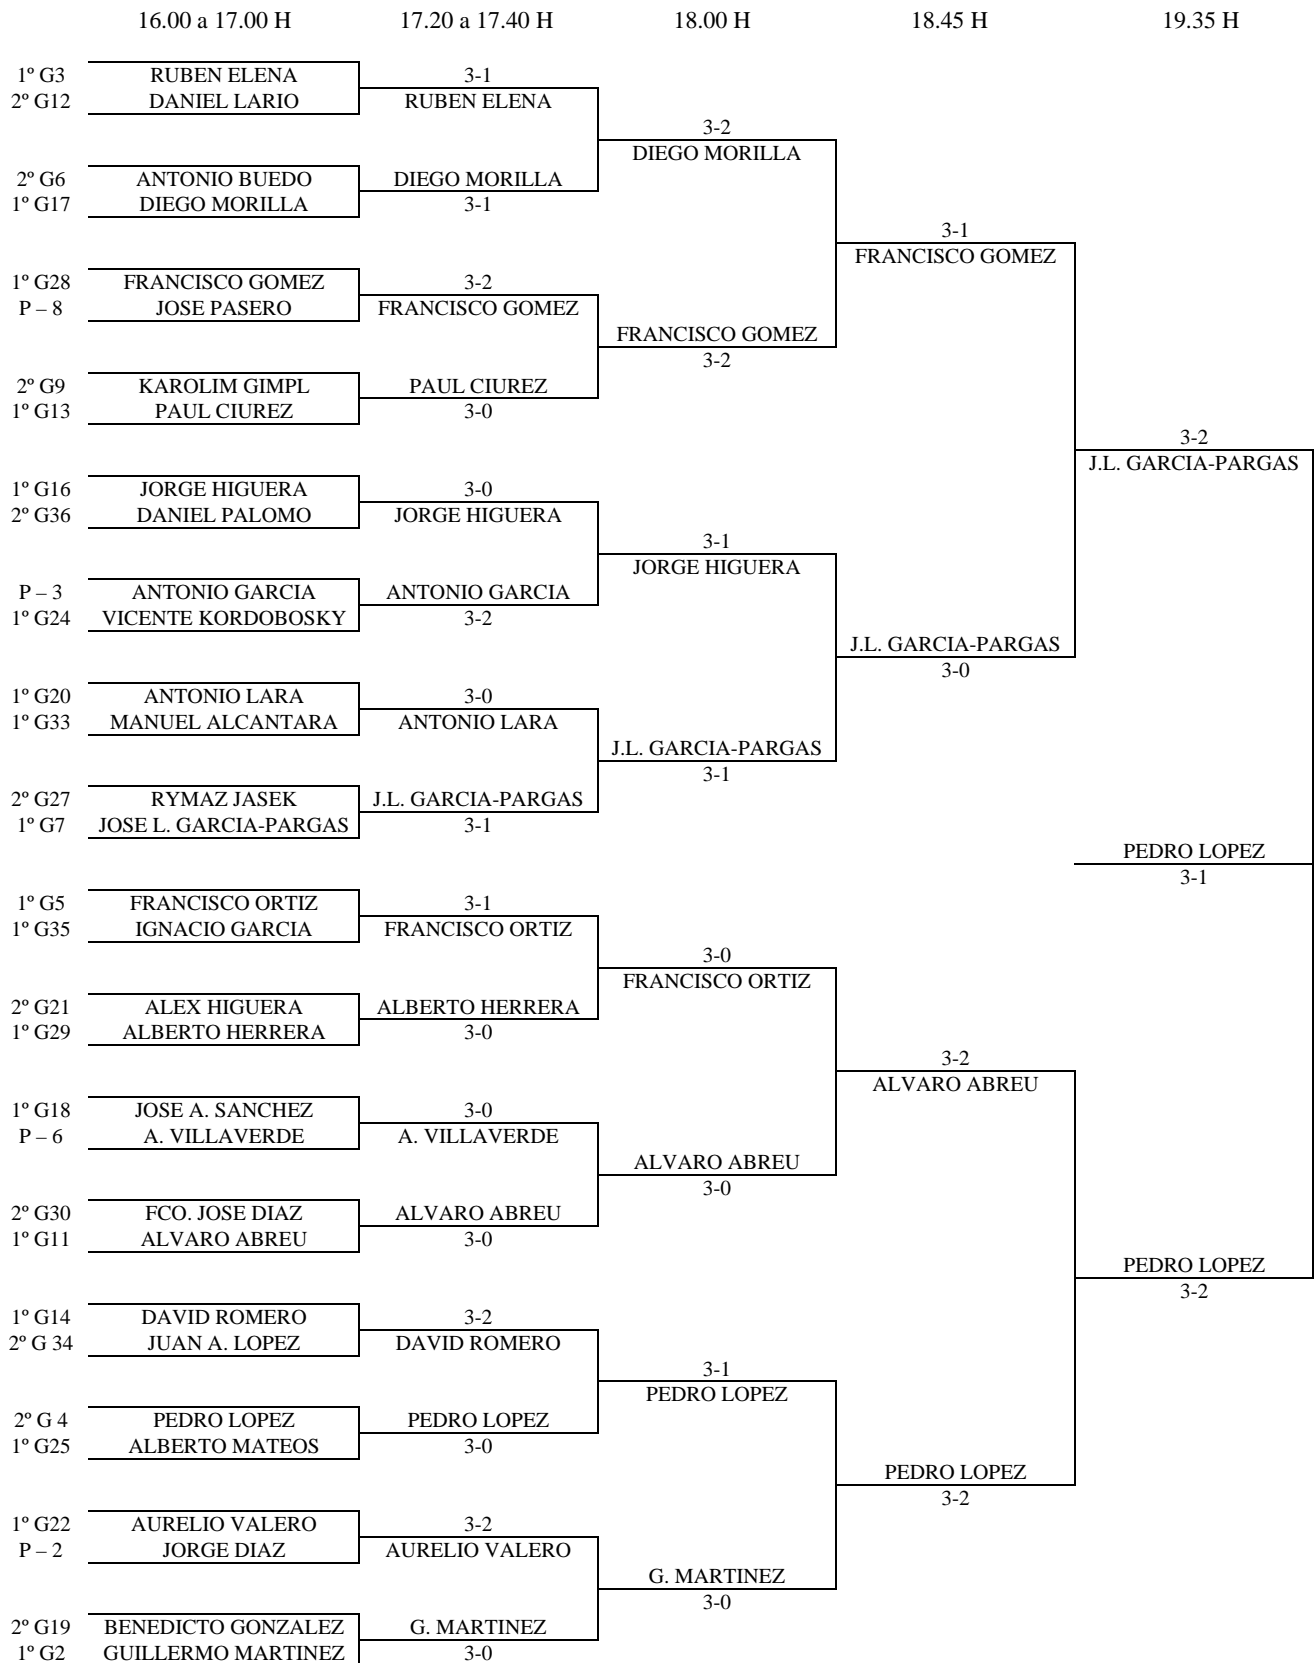 16.00 a 17.00 H 17.20 a 17.40 H 18.00 H 18.45 H 19.35 H
1º G3 RUBEN ELENA 3-1
2º G12 DANIEL LARIO RUBEN ELENA
3-2
DIEGO MORILLA
2º G6 ANTONIO BUEDO DIEGO MORILLA
1º G17 DIEGO MORILLA 3-1
3-1
FRANCISCO GOMEZ
1º G28 FRANCISCO GOMEZ 3-2
P – 8 JOSE PASERO FRANCISCO GOMEZ
FRANCISCO GOMEZ
3-2
2º G9 KAROLIM GIMPL PAUL CIUREZ
1º G13 PAUL CIUREZ 3-0
3-2
J.L. GARCIA-PARGAS
1º G16 JORGE HIGUERA 3-0
2º G36 DANIEL PALOMO JORGE HIGUERA
3-1
JORGE HIGUERA
P – 3 ANTONIO GARCIA ANTONIO GARCIA
1º G24 VICENTE KORDOBOSKY 3-2
J.L. GARCIA-PARGAS
3-0
1º G20 ANTONIO LARA 3-0
1º G33 MANUEL ALCANTARA ANTONIO LARA
J.L. GARCIA-PARGAS
3-1
2º G27 RYMAZ JASEK J.L. GARCIA-PARGAS
1º G7 JOSE L. GARCIA-PARGAS 3-1
PEDRO LOPEZ
3-1
1º G5 FRANCISCO ORTIZ 3-1
1º G35 IGNACIO GARCIA FRANCISCO ORTIZ
3-0
FRANCISCO ORTIZ
2º G21 ALEX HIGUERA ALBERTO HERRERA
1º G29 ALBERTO HERRERA 3-0
3-2
ALVARO ABREU
1º G18 JOSE A. SANCHEZ 3-0
P – 6 A. VILLAVERDE A. VILLAVERDE
ALVARO ABREU
3-0
2º G30 FCO. JOSE DIAZ ALVARO ABREU
1º G11 ALVARO ABREU 3-0
PEDRO LOPEZ
3-2
1º G14 DAVID ROMERO 3-2
2º G 34 JUAN A. LOPEZ DAVID ROMERO
3-1
PEDRO LOPEZ
2º G 4 PEDRO LOPEZ PEDRO LOPEZ
1º G25 ALBERTO MATEOS 3-0
PEDRO LOPEZ
3-2
1º G22 AURELIO VALERO 3-2
P – 2 JORGE DIAZ AURELIO VALERO
G. MARTINEZ
3-0
2º G19 BENEDICTO GONZALEZ G. MARTINEZ
1º G2 GUILLERMO MARTINEZ 3-0